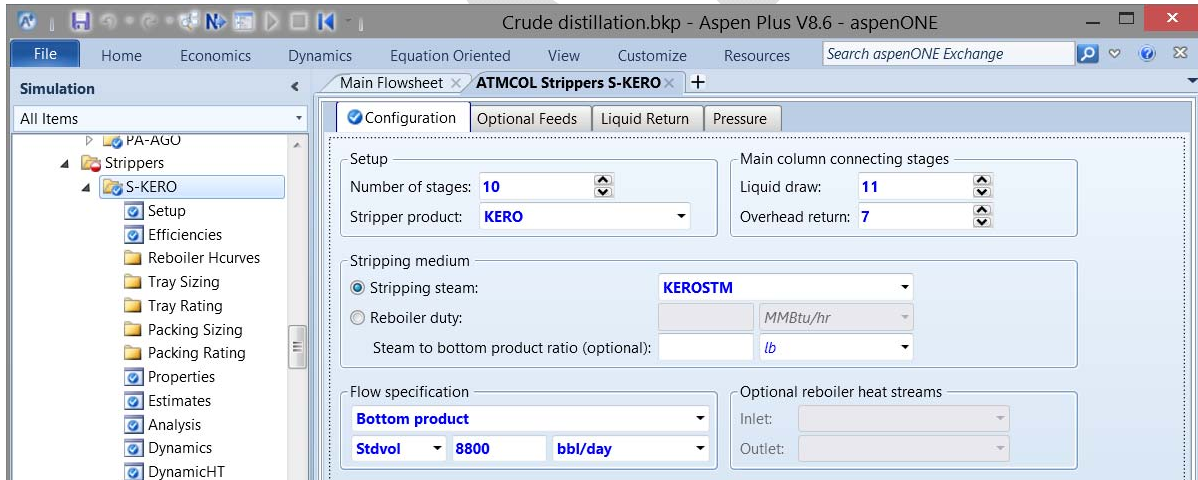 Crude distillation.bkp - Aspen Plus V8.6 - aspenONE
File Home Economics Dynamics Equation Oriented View Customize Resources Search aspenONE Exchange
Simulation
All Items
PA-AGO
Strippers
S-KERO
Setup
Efficiencies
Reboiler Hcurves
Tray Sizing
Tray Rating
Packing Sizing
Packing Rating
Properties
Estimates
Analysis
Dynamics
DynamicHT
Main Flowsheet ATMCOL Strippers S-KERO
Configuration Optional Feeds Liquid Return Pressure
Setup
Number of stages: 10
Stripper product: KERO
Main column connecting stages
Liquid draw: 11
Overhead return: 7
Stripping medium
Stripping steam: KEROSTM
Reboiler duty: MMBtu/hr
Steam to bottom product ratio (optional): lb
Flow specification
Bottom product
Stdvol 8800 bbl/day
Optional reboiler heat streams
Inlet:
Outlet: